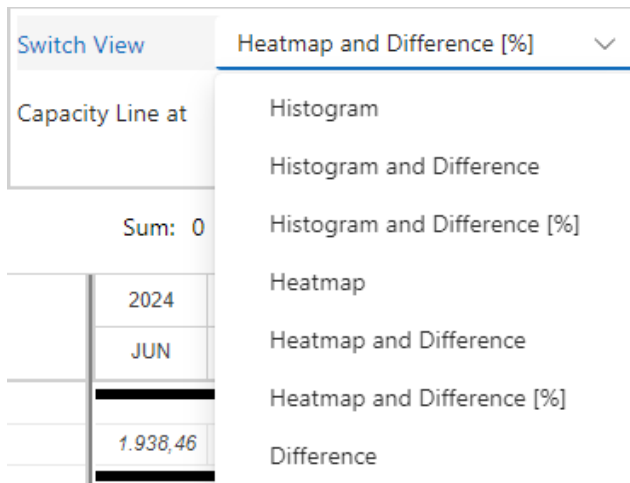 Switch View Heatmap and Difference [%]
Capacity Line at Histogram
Histogram and Difference
Sum: 0 Histogram and Difference [%]
2024 Heatmap
JUN Heatmap and Difference
Heatmap and Difference [%]
1.938,46 Difference